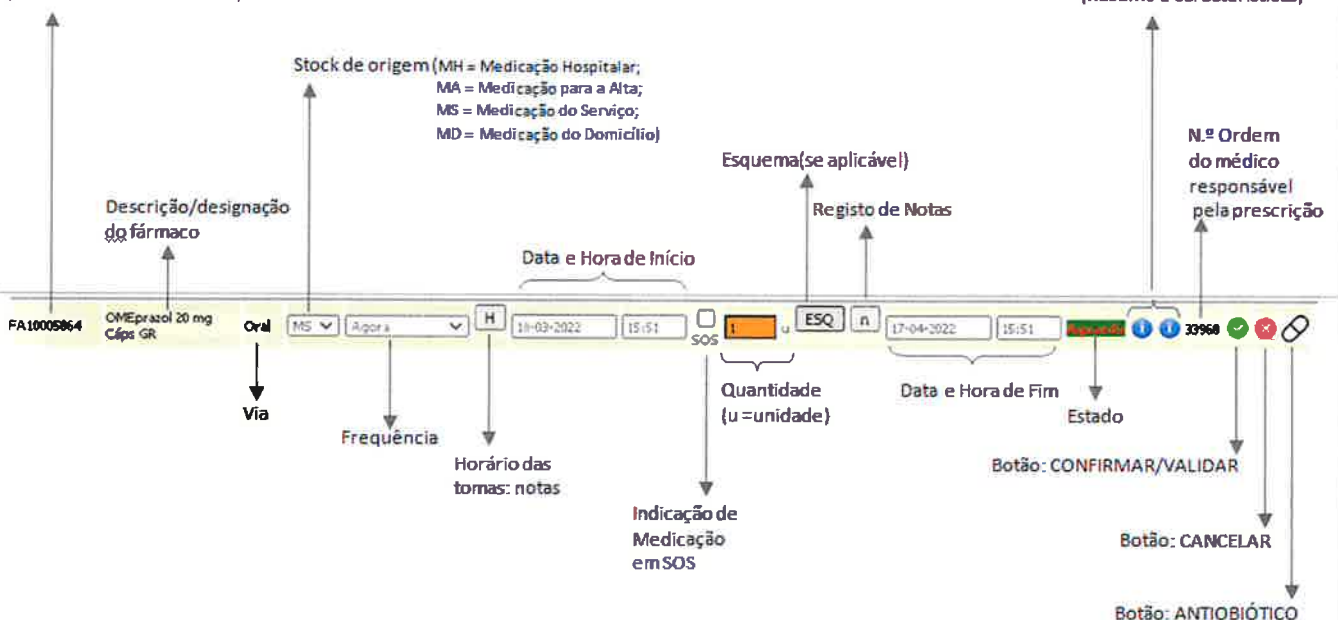 Stock de origem (MH = Medicação Hospitalar;
MA = Medicação para a Alta;
MS = Medicação do Serviço;
MD = Medicação do Domicílio)
Descrição/designação
do fármaco
Data e Hora de Início
Esquema(se aplicável)
Registo de Notas
N.º Ordem
do médico
responsável
pela prescrição
FA10005864
OMEprazol 20 mg
Cáps GR
Oral
MS
Agora
H
18-03-2022
15:51
SOS
1
u
ESQ
n
17-04-2022
15:51
33968
Via
Frequência
Horário das
tomas: notas
Indicação de
Medicação
em SOS
Quantidade
(u =unidade)
Data e Hora de Fim
Estado
Botão: CONFIRMAR/VALIDAR
Botão: CANCELAR
Botão: ANTIOBIÓTICO